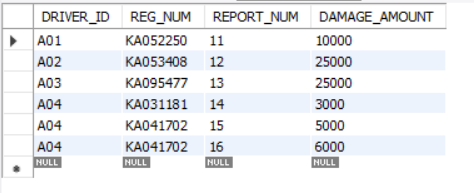 DRIVER_ID REG_NUM REPORT_NUM DAMAGE_AMOUNT
A01 KA052250 11 10000
A02 KA053408 12 25000
A03 KA095477 13 25000
A04 KA031181 14 3000
A04 KA041702 15 5000
A04 KA041702 16 6000
NULL NULL NULL NULL